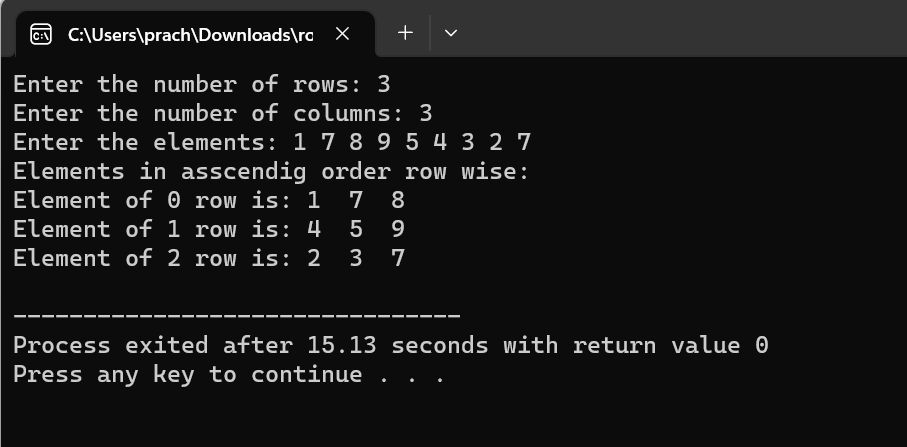 C:\Users\prach\Downloads\ro
Enter the number of rows: 3
Enter the number of columns: 3
Enter the elements: 1 7 8 9 5 4 3 2 7
Elements in asscendig order row wise:
Element of 0 row is: 1  7  8
Element of 1 row is: 4  5  9
Element of 2 row is: 2  3  7
--------------------------------
Process exited after 15.13 seconds with return value 0
Press any key to continue . . .